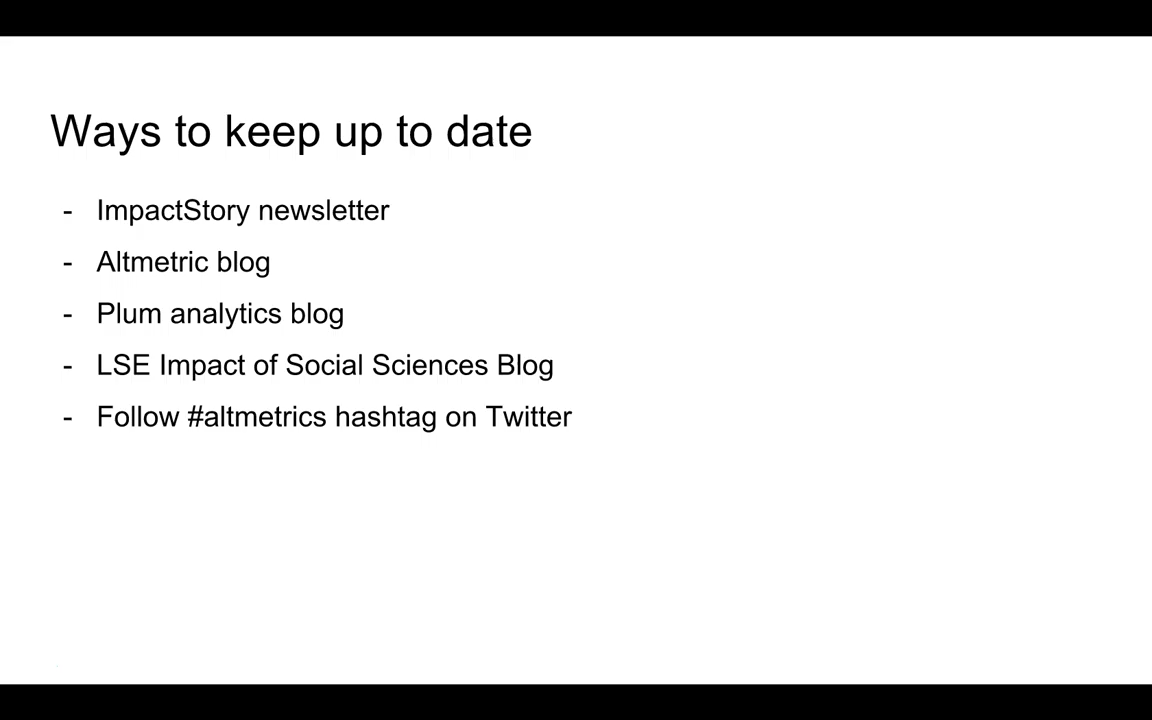 Ways to keep up to date
- ImpactStory newsletter
- Altmetric blog
- Plum analytics blog
- LSE Impact of Social Sciences Blog
- Follow #altmetrics hashtag on Twitter